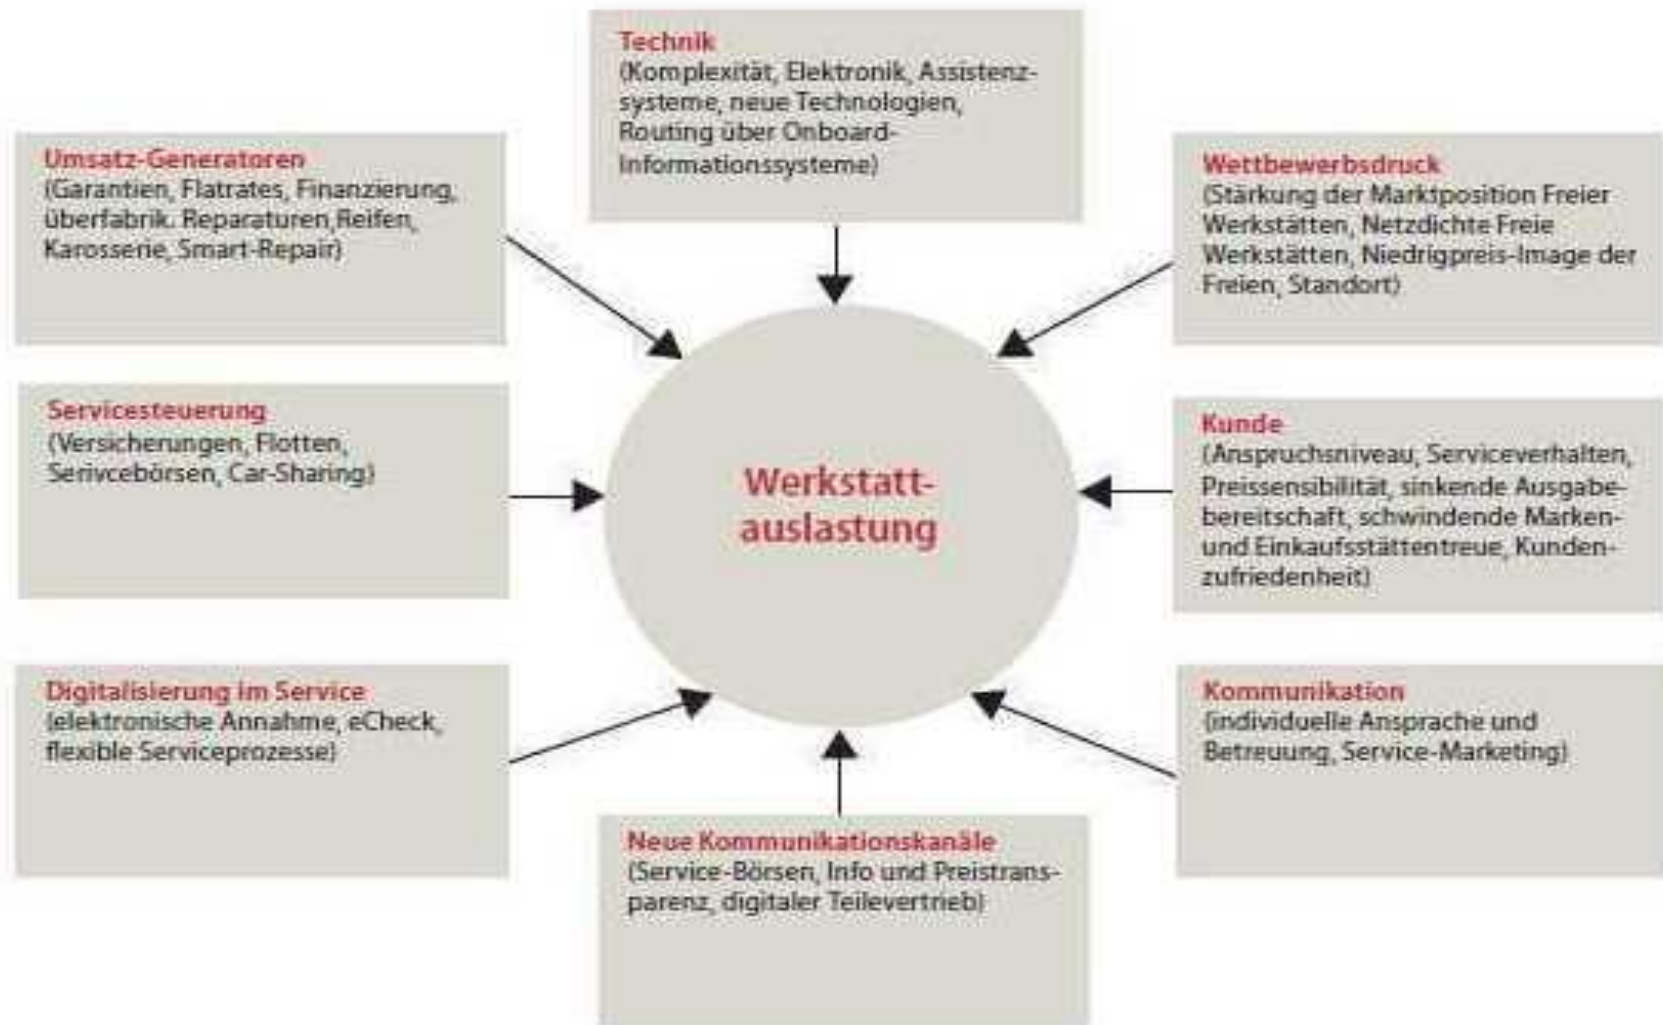 Technik
(Komplexität, Elektronik, Assistenz-
systeme, neue Technologien,
Routing über Onboard-
Informationssysteme)
Umsatz-Generatoren
(Garantien, Flatrates, Finanzierung,
überfabrik. Reparaturen,Reifen,
Karosserie, Smart-Repair)
Wettbewerbsdruck
(Stärkung der Marktposition Freier
Werkstätten, Netzdichte Freie
Werkstätten, Niedrigpreis-Image der
Freien, Standort)
Servicesteuerung
(Versicherungen, Flotten,
Serivcebörsen, Car-Sharing)
Werkstatt-
auslastung
Kunde
(Anspruchsniveau, Serviceverhalten,
Preissensibilität, sinkende Ausgabe-
bereitschaft, schwindende Marken-
und Einkaufsstättentreue, Kunden-
zufriedenheit)
Digitalisierung im Service
(elektronische Annahme, eCheck,
flexible Serviceprozesse)
Kommunikation
(individuelle Ansprache und
Betreuung, Service-Marketing)
Neue Kommunikationskanäle
(Service-Börsen, Info und Preistrans-
parenz, digitaler Teilevertrieb)